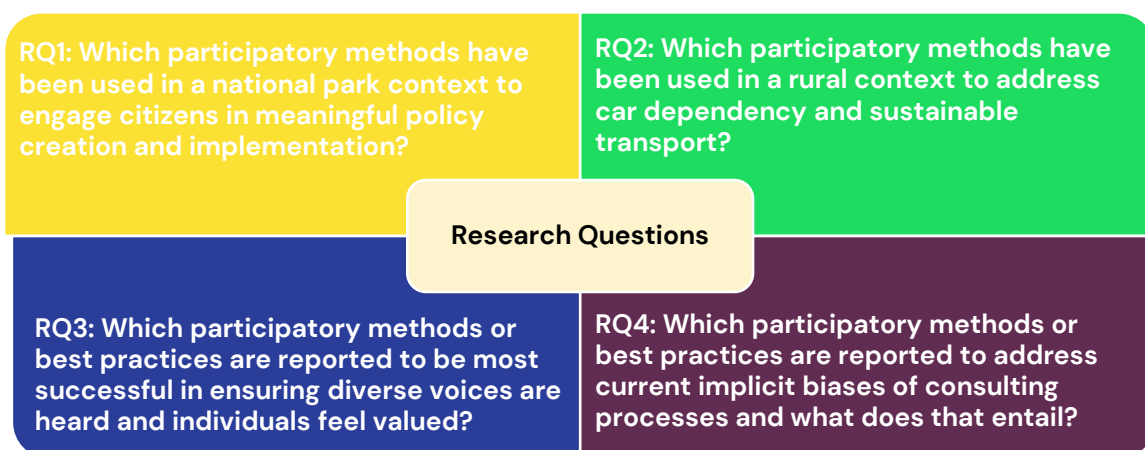 RQ1: Which participatory methods have
been used in a national park context to
engage citizens in meaningful policy
creation and implementation?
RQ2: Which participatory methods have
been used in a rural context to address
car dependency and sustainable
transport?
Research Questions
RQ3: Which participatory methods or
best practices are reported to be most
successful in ensuring diverse voices are
heard and individuals feel valued?
RQ4: Which participatory methods or
best practices are reported to address
current implicit biases of consulting
processes and what does that entail?